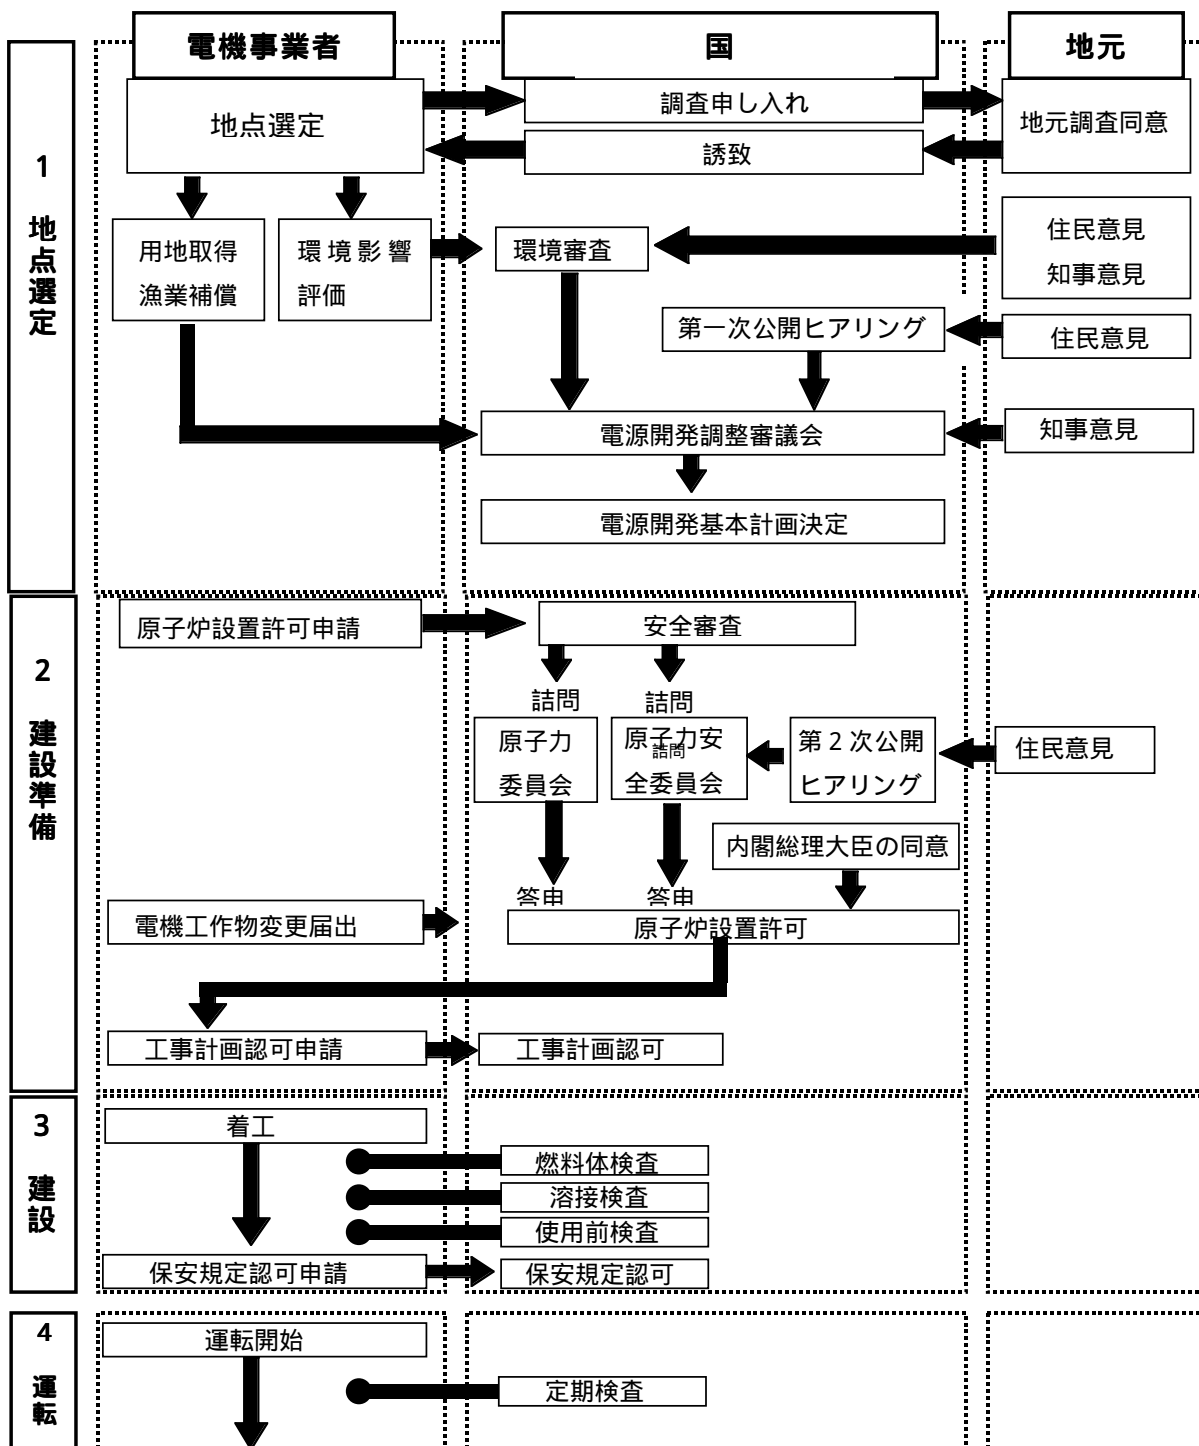 電機事業者
国
地元
1
地点選定
地点選定
調査申し入れ
地元調査同意
誘致
用地取得
漁業補償
環境影響
評価
環境審査
住民意見
知事意見
第一次公開ヒアリング
住民意見
電源開発調整審議会
知事意見
電源開発基本計画決定
2
建設準備
原子炉設置許可申請
安全審査
詰問
詰問
原子力
委員会
原子力安
詰問
全委員会
第2次公開
ヒアリング
住民意見
内閣総理大臣の同意
答申
答申
電機工作物変更届出
原子炉設置許可
工事計画認可申請
工事計画認可
3
建設
着工
燃料体検査
溶接検査
使用前検査
保安規定認可申請
保安規定認可
4
運転
運転開始
定期検査